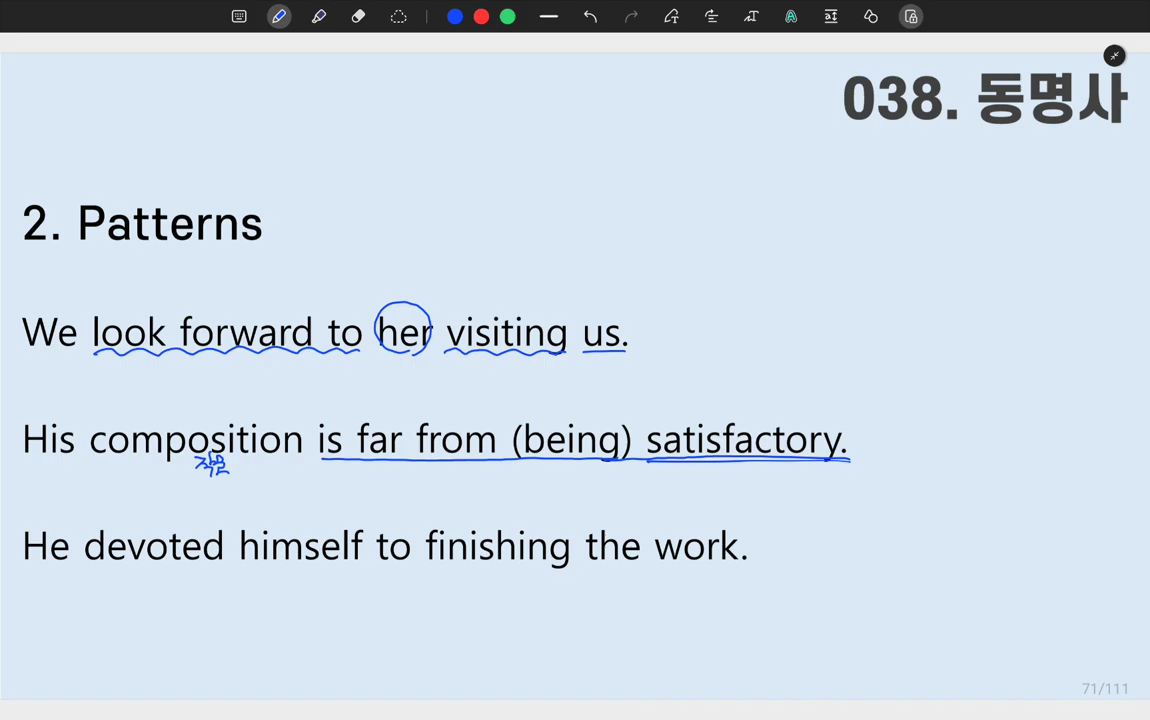 038. 동명사
2. Patterns
We look forward to her visiting us.
His composition is far from (being) satisfactory.
작문
He devoted himself to finishing the work.
71/111